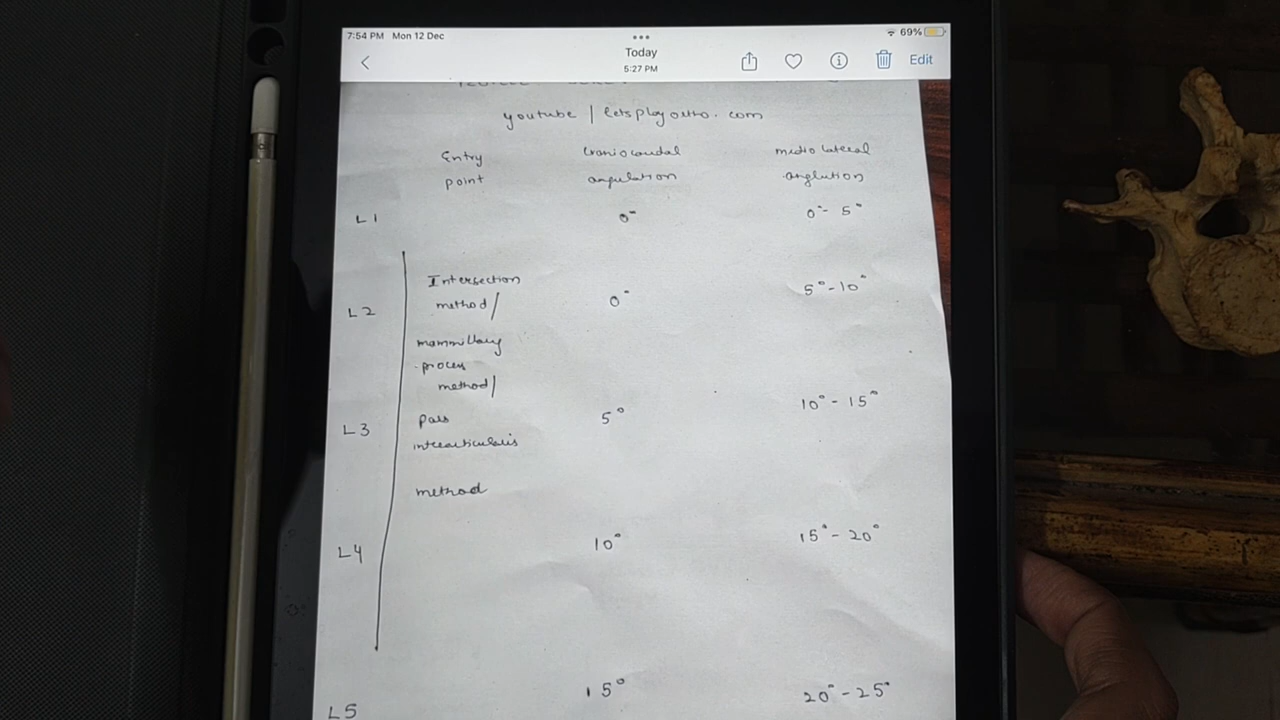 7:54 PM Mon 12 Dec
69%
Today
5:27 PM
Edit
youtube | letsplayortho.com
Entry point
craniocaudal angulation
medio lateral anglution
L1 0° 0°- 5°
L2 0° 5°-10°
Intersection
method/
mammillary
process
method/
L3 5° 10°- 15°
Pars
interarticularis
method
L4 10° 15°- 20°
L5 15° 20°-25°